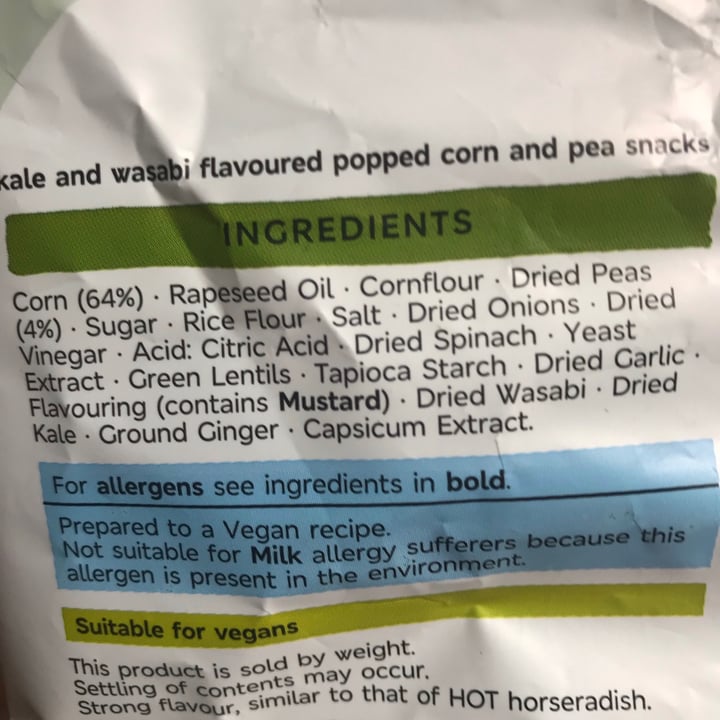 kale and wasabi flavoured popped corn and pea snacks
INGREDIENTS
Corn (64%) · Rapeseed Oil · Cornflour · Dried Peas
(4%) · Sugar · Rice Flour · Salt · Dried Onions · Dried
Vinegar · Acid: Citric Acid · Dried Spinach · Yeast
Extract · Green Lentils · Tapioca Starch · Dried Garlic ·
Flavouring (contains Mustard) · Dried Wasabi · Dried
Kale · Ground Ginger · Capsicum Extract.
For allergens see ingredients in bold.
Prepared to a Vegan recipe.
Not suitable for Milk allergy sufferers because this
allergen is present in the environment.
Suitable for vegans
This product is sold by weight.
Settling of contents may occur.
Strong flavour, similar to that of HOT horseradish.